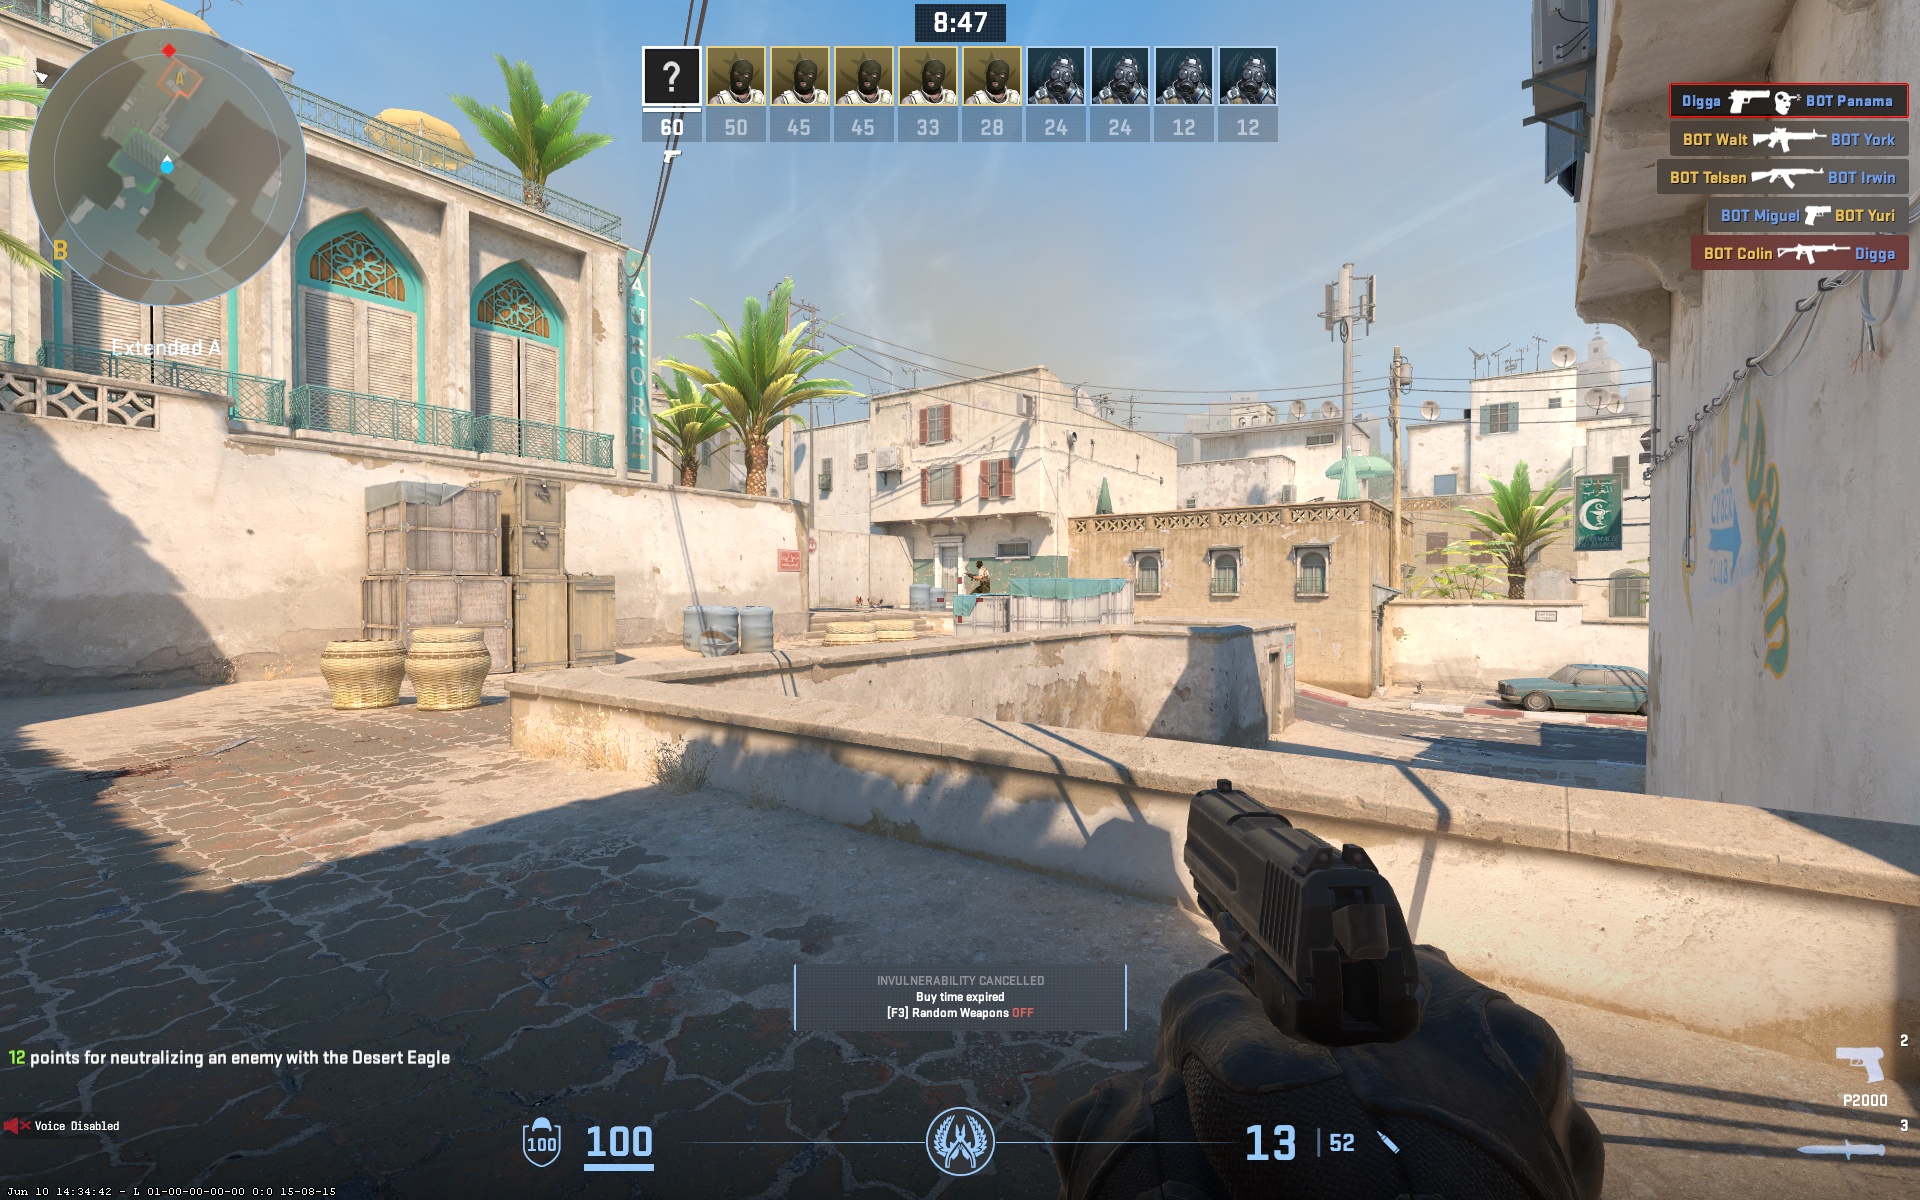 8:47
?
60 50 45 45 33 28 24 24 12 12
A
B
Extended A
Digga BOT Panama
BOT Walt BOT York
BOT Telsen BOT Irwin
BOT Miguel BOT Yuri
BOT Colin Digga
AURORE
CYBER
CLUB
INVULNERABILITY CANCELLED
Buy time expired
[F3] Random Weapons OFF
12 points for neutralizing an enemy with the Desert Eagle
Voice Disabled
100 100
13 | 52
2
P2000
3
Jun 10 14:34:42 - L 01-00-00-00-00 0:0 15-08-15